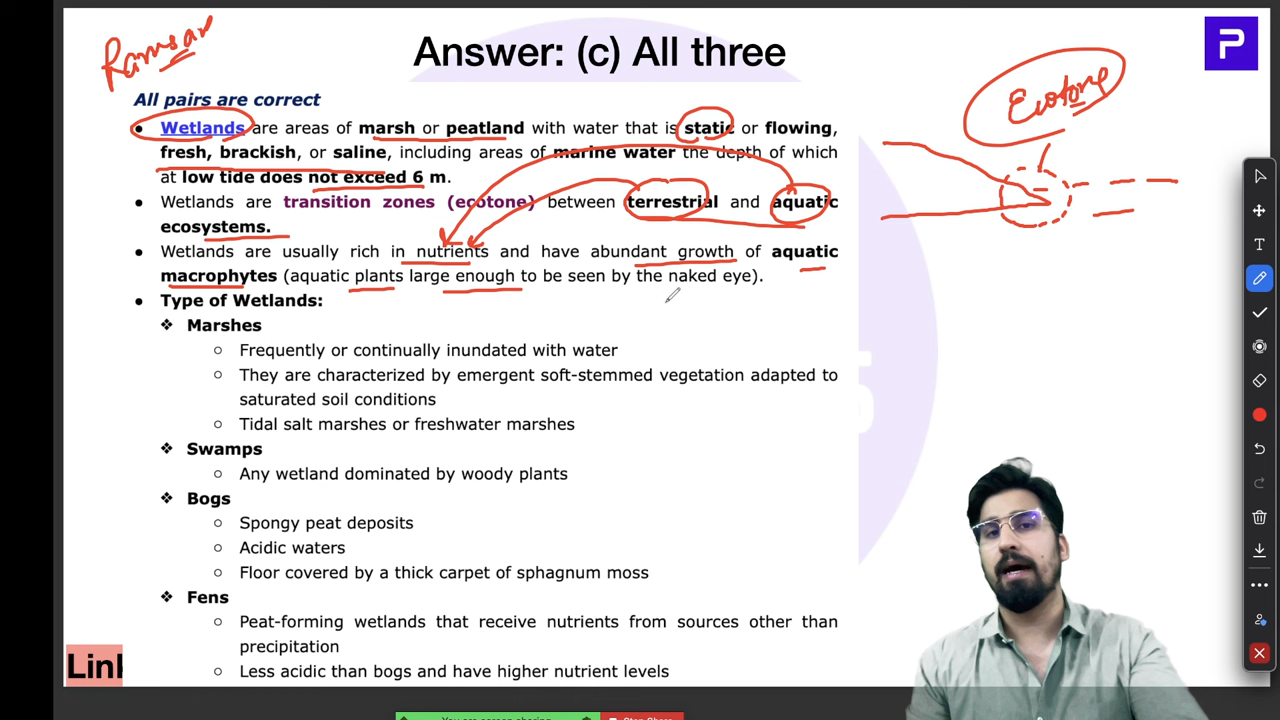 Ramsar
Answer: (c) All three
P
Ecotone
All pairs are correct
● Wetlands are areas of marsh or peatland with water that is static or flowing,
fresh, brackish, or saline, including areas of marine water the depth of which
at low tide does not exceed 6 m.
● Wetlands are transition zones (ecotone) between terrestrial and aquatic
ecosystems.
● Wetlands are usually rich in nutrients and have abundant growth of aquatic
macrophytes (aquatic plants large enough to be seen by the naked eye).
● Type of Wetlands:
❖ Marshes
○ Frequently or continually inundated with water
○ They are characterized by emergent soft-stemmed vegetation adapted to
saturated soil conditions
○ Tidal salt marshes or freshwater marshes
❖ Swamps
○ Any wetland dominated by woody plants
❖ Bogs
○ Spongy peat deposits
○ Acidic waters
○ Floor covered by a thick carpet of sphagnum moss
❖ Fens
○ Peat-forming wetlands that receive nutrients from sources other than
precipitation
○ Less acidic than bogs and have higher nutrient levels